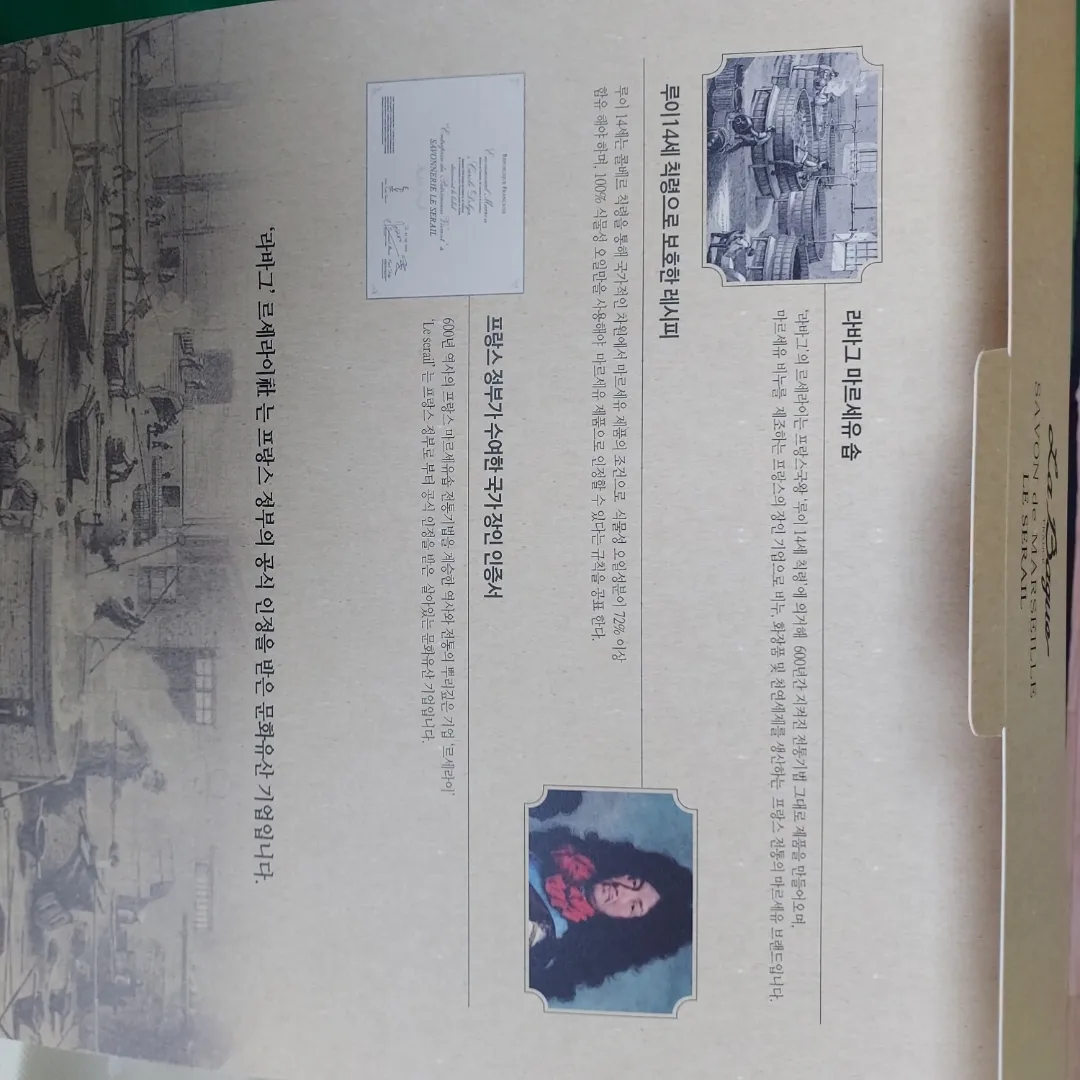 La Bague
SAVON de MARSEILLE
LE SERAIL
라바그 마르세유 솝
'라바그'의 르세라이는 프랑스국왕 '루이 14세 칙령'에 의거해 600년간 지켜진 전통기법 그대로 제품을 만들어오며,
마르세유 비누를 제조하는 프랑스의 장인 기업으로 비누, 화장품 및 천연세제를 생산하는 프랑스 전통의 마르세유 브랜드입니다.
루이14세 칙령으로 보호한 레시피
루이 14세는 콜베르 칙령을 통해 국가적인 차원에서 마르세유 제품의 조건으로 식물성 오일성분이 72% 이상
함유 해야 하며, 100% 식물성 오일만을 사용해야 마르세유 제품으로 인정할 수 있다는 규칙을 공표 한다.
프랑스 정부가 수여한 국가 장인 인증서
600년 역사의 프랑스 마르세유솝 전통기법을 계승한 역사와 전통의 뿌리깊은 기업 '르세라이'
'Le serail' 는 프랑스 정부로 부터 공식 인정을 받은 살아있는 문화유산 기업입니다.
RÉPUBLIQUE FRANÇAISE
"Entreprise du Patrimoine Vivant"
SAVONNERIE LE SERAIL
'라바그' 르세라이社 는 프랑스 정부의 공식 인정을 받은 문화유산 기업입니다.